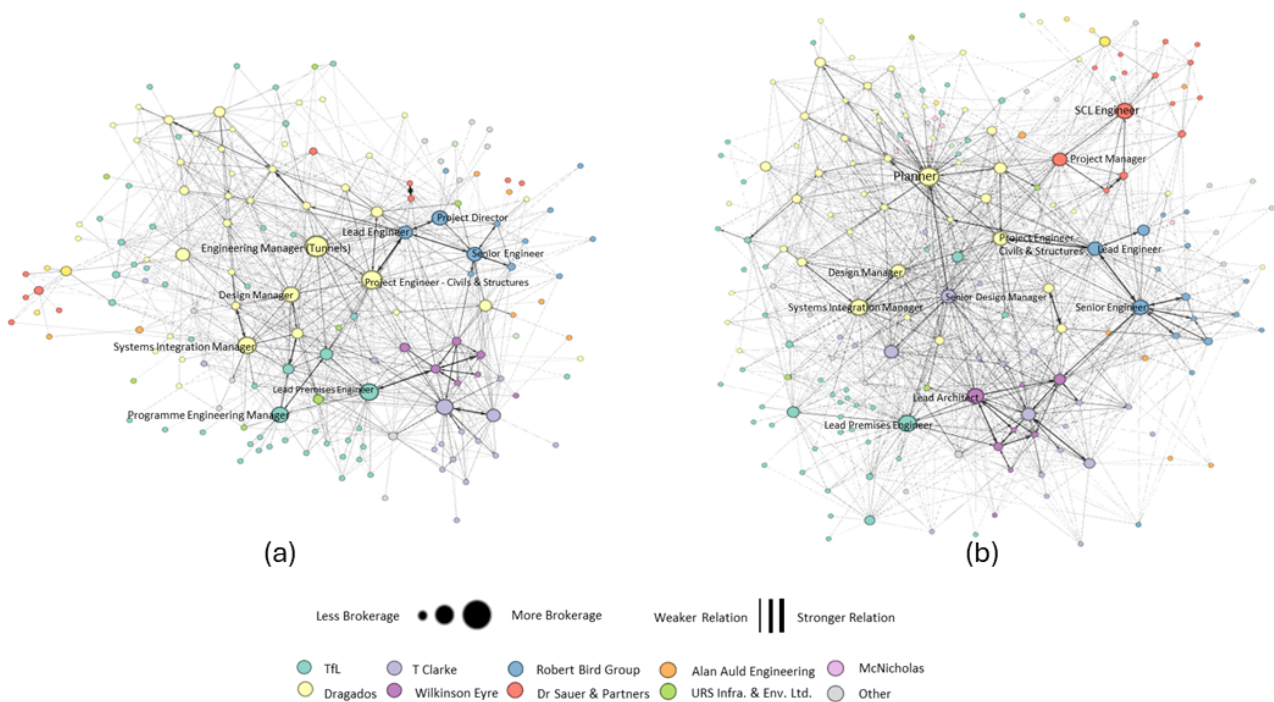 Project Director
Lead Engineer
Engineering Manager (Tunnels)
Senior Engineer
Project Engineer - Civils & Structures
Design Manager
Systems Integration Manager
Lead Premises Engineer
Programme Engineering Manager
(a)
SCL Engineer
Project Manager
Planner
Project Engineer -
Civils & Structures
Lead Engineer
Design Manager
Senior Design Manager
Systems Integration Manager
Senior Engineer
Lead Architect
Lead Premises Engineer
(b)
Less Brokerage More Brokerage Weaker Relation Stronger Relation
TfL T Clarke Robert Bird Group Alan Auld Engineering McNicholas
Dragados Wilkinson Eyre Dr Sauer & Partners URS Infra. & Env. Ltd. Other